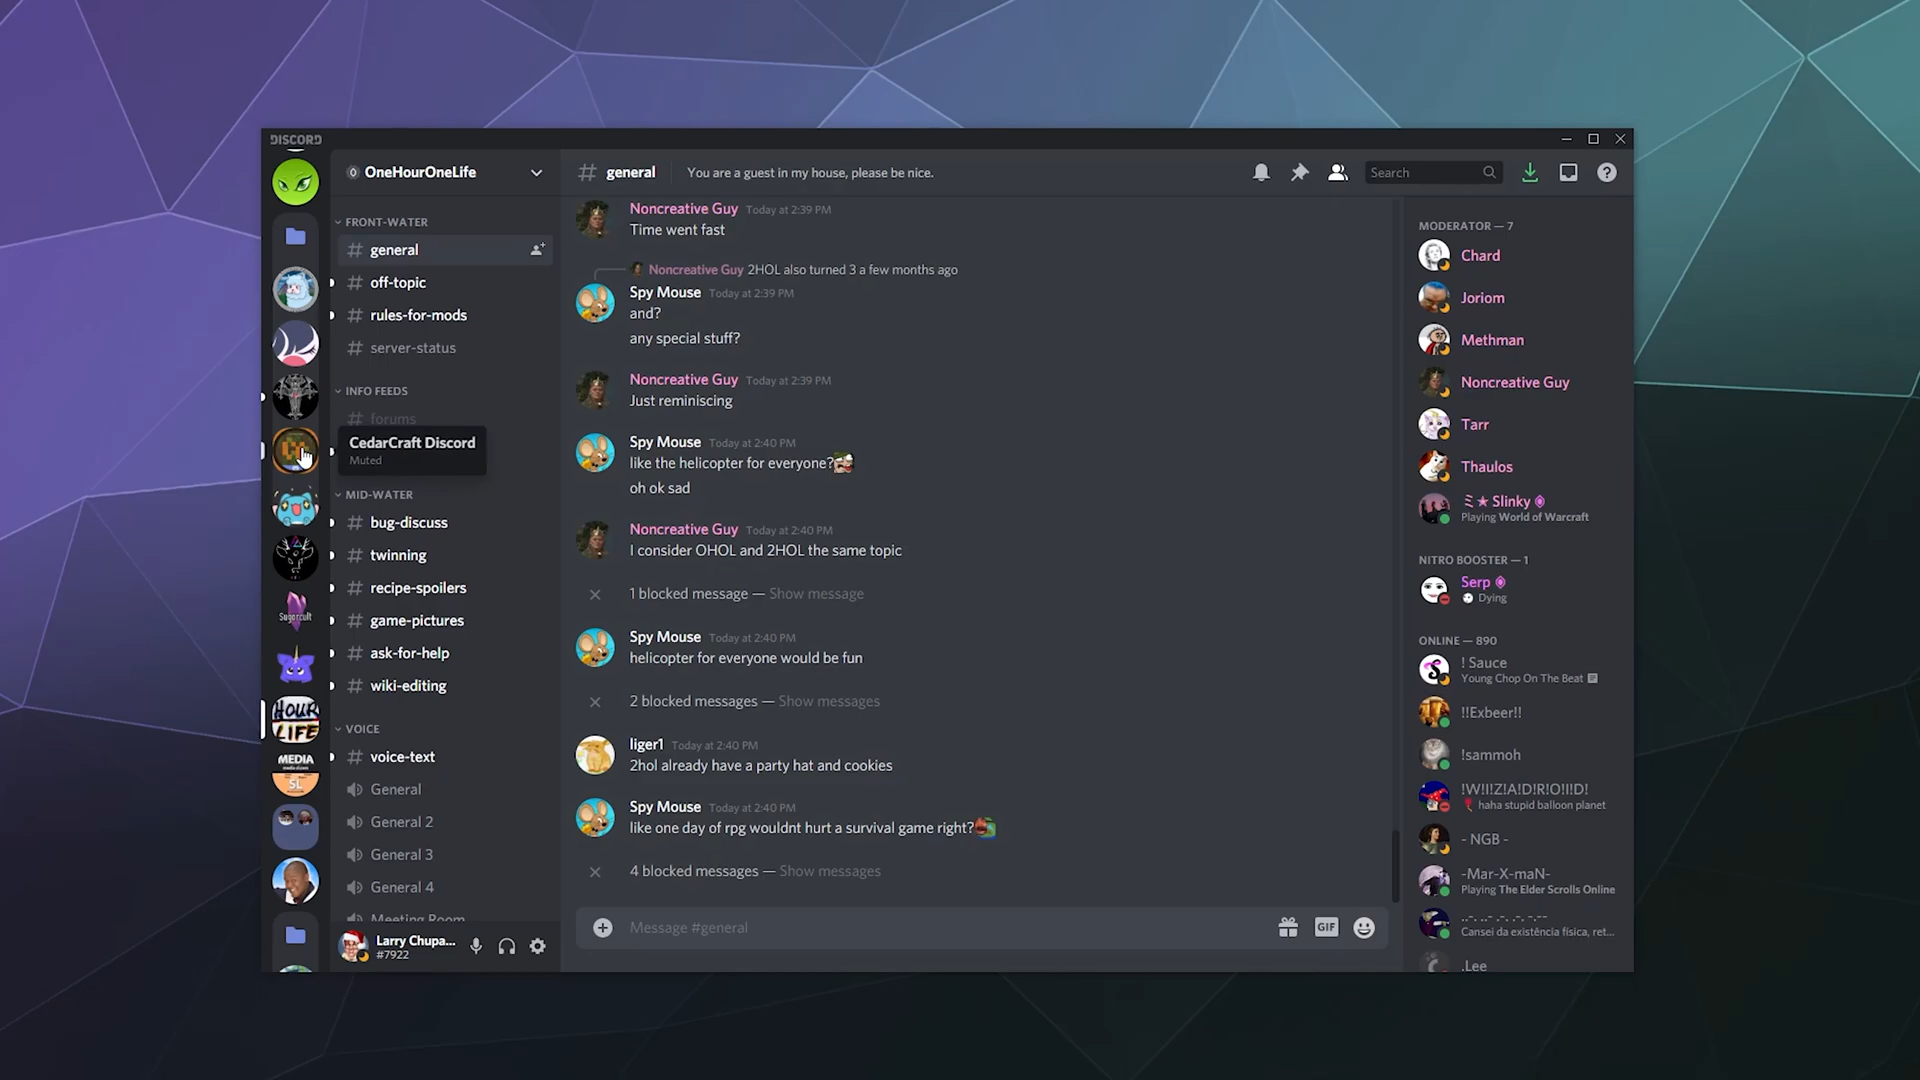 DISCORD
OneHourOneLife
general
You are a guest in my house, please be nice.
Search
FRONT-WATER
general
off-topic
rules-for-mods
server-status
INFO FEEDS
forums
CedarCraft Discord
Muted
MID-WATER
bug-discuss
twinning
recipe-spoilers
game-pictures
ask-for-help
wiki-editing
VOICE
voice-text
General
General 2
General 3
General 4
Meeting Room
Sugarcult
HOUR
LIFE
MEDIA
SL
Larry Chupa...
#7922
Noncreative Guy Today at 2:39 PM
Time went fast
Noncreative Guy 2HOL also turned 3 a few months ago
Spy Mouse Today at 2:39 PM
and?
any special stuff?
Noncreative Guy Today at 2:39 PM
Just reminiscing
Spy Mouse Today at 2:40 PM
like the helicopter for everyone?
oh ok sad
Noncreative Guy Today at 2:40 PM
I consider OHOL and 2HOL the same topic
1 blocked message — Show message
Spy Mouse Today at 2:40 PM
helicopter for everyone would be fun
2 blocked messages — Show messages
liger1 Today at 2:40 PM
2hol already have a party hat and cookies
Spy Mouse Today at 2:40 PM
like one day of rpg wouldnt hurt a survival game right?
4 blocked messages — Show messages
Message #general
GIF
MODERATOR — 7
Chard
Joriom
Methman
Noncreative Guy
Tarr
Thaulos
ミ★ Slinky
Playing World of Warcraft
NITRO BOOSTER — 1
Serp
Dying
ONLINE — 890
! Sauce
Young Chop On The Beat
!!Exbeer!!
!sammoh
!W!I!Z!A!D!R!O!I!D!
haha stupid balloon planet
- NGB -
-Mar-X-maN-
Playing The Elder Scrolls Online
Cansei da existência física, ret...
.Lee